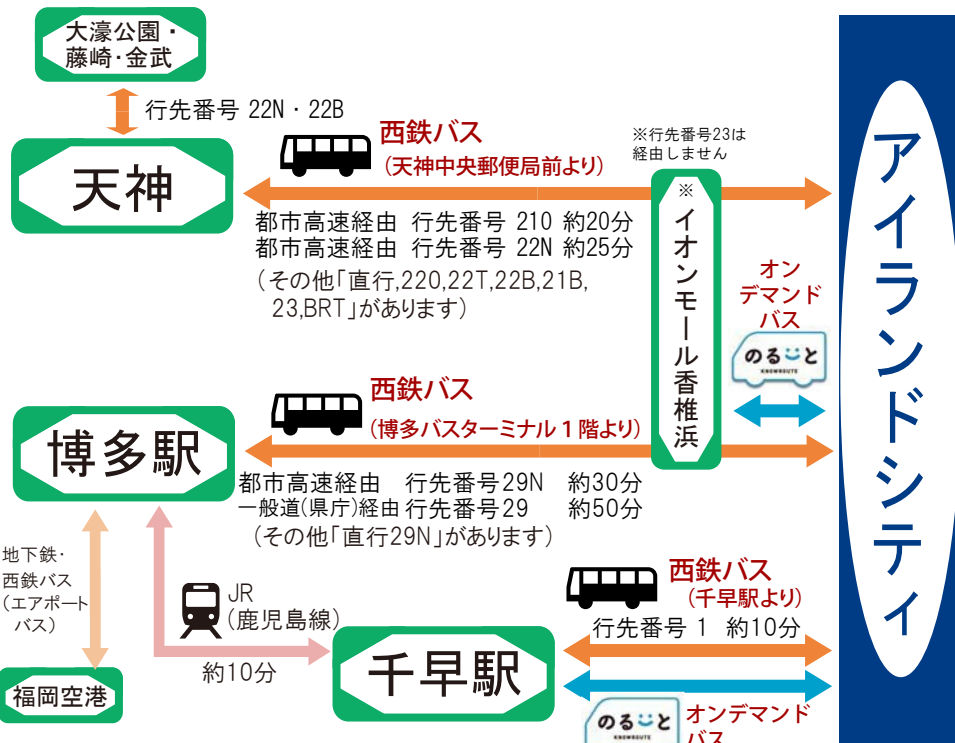 大濠公園・
藤崎・金武
行先番号 22N・22B
天神
西鉄バス
(天神中央郵便局前より)
※行先番号23は
経由しません
都市高速経由 行先番号 210 約20分
都市高速経由 行先番号 22N 約25分
(その他「直行,220,22T,22B,21B,
23,BRT」があります)
※イオンモール香椎浜
オン
デマンド
バス
のるーと
KNOWROUTE
アイランドシティ
博多駅
西鉄バス
(博多バスターミナル1階より)
都市高速経由 行先番号29N 約30分
一般道(県庁)経由 行先番号29 約50分
(その他「直行29N」があります)
地下鉄・
西鉄バス
(エアポート
バス)
JR
(鹿児島線)
約10分
福岡空港
千早駅
西鉄バス
(千早駅より)
行先番号 1 約10分
のるーと
KNOWROUTE
オンデマンド
バス